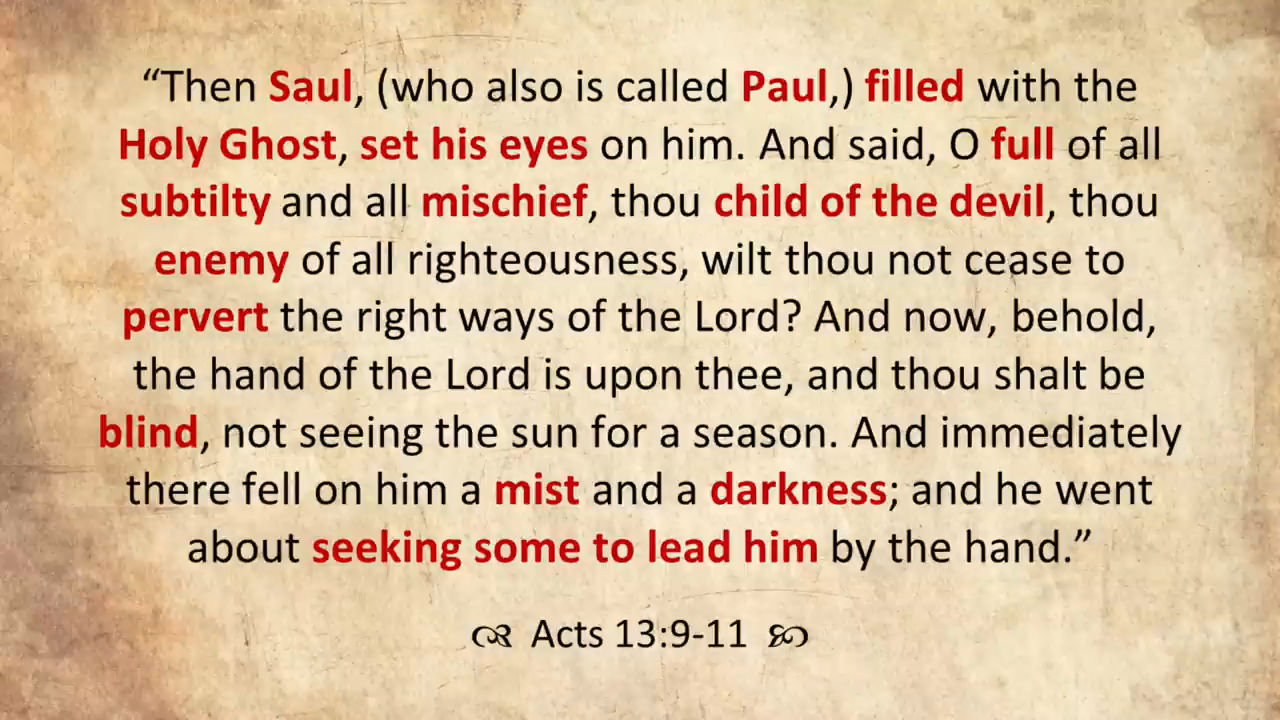 “Then Saul, (who also is called Paul,) filled with the
Holy Ghost, set his eyes on him. And said, O full of all
subtilty and all mischief, thou child of the devil, thou
enemy of all righteousness, wilt thou not cease to
pervert the right ways of the Lord? And now, behold,
the hand of the Lord is upon thee, and thou shalt be
blind, not seeing the sun for a season. And immediately
there fell on him a mist and a darkness; and he went
about seeking some to lead him by the hand.”
Acts 13:9-11